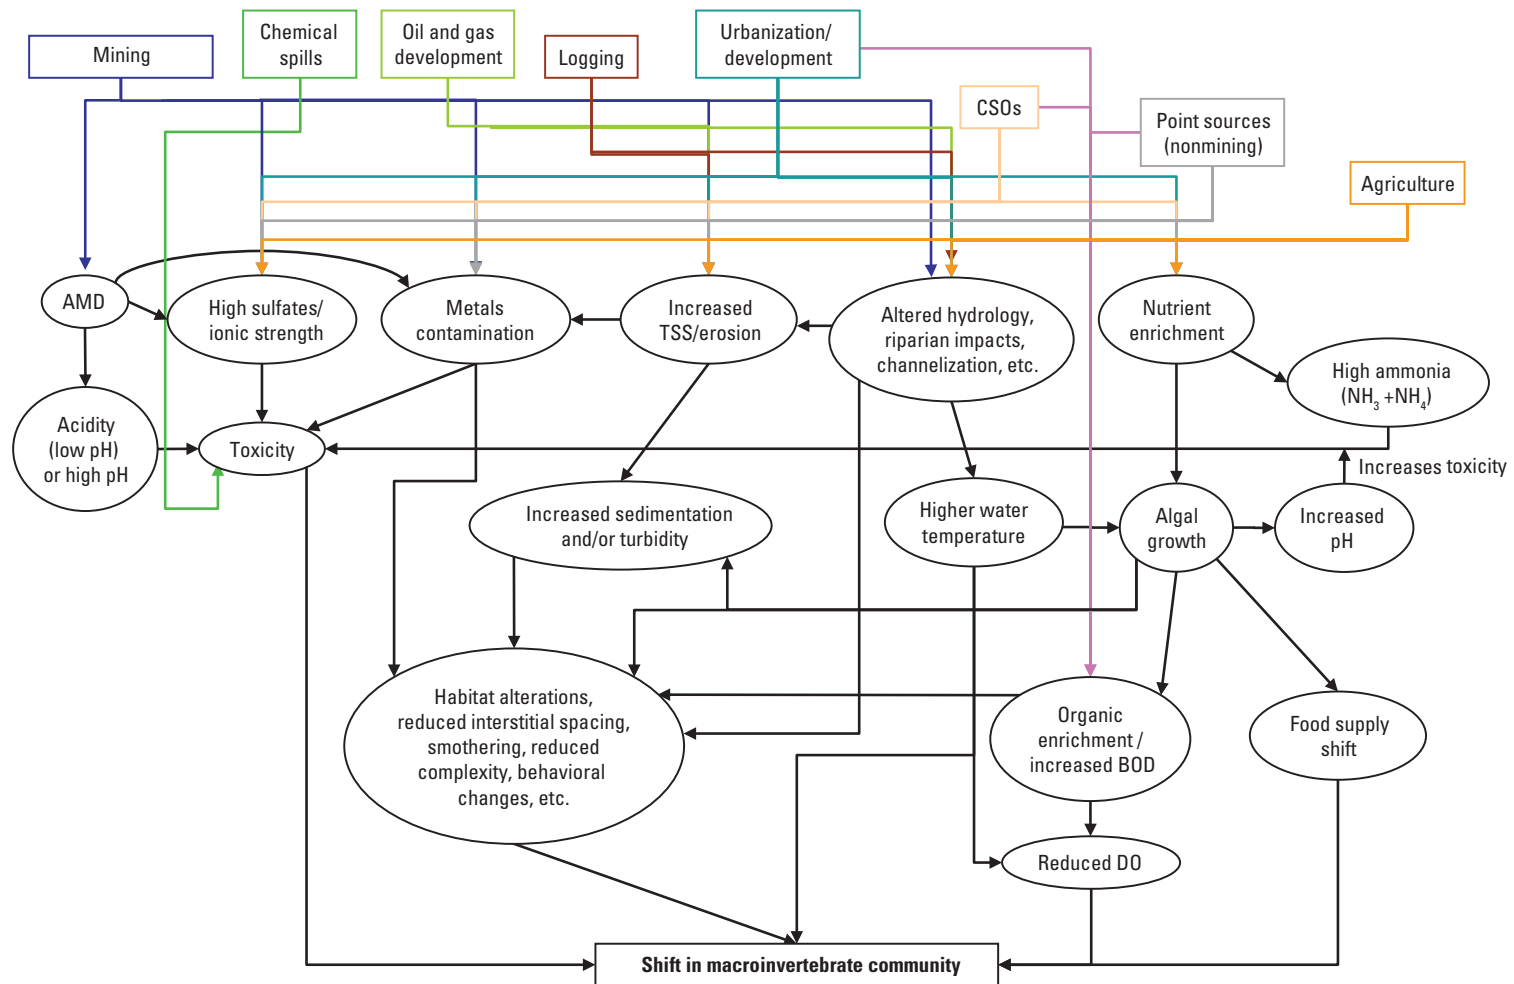 Mining
Chemical
spills
Oil and gas
development
Logging
Urbanization/
development
CSOs
Point sources
(nonmining)
Agriculture
AMD
High sulfates/
ionic strength
Metals
contamination
Increased
TSS/erosion
Altered hydrology,
riparian impacts,
channelization, etc.
Nutrient
enrichment
High ammonia
(NH₃ +NH₄)
Acidity
(low pH)
or high pH
Toxicity
Increases toxicity
Increased sedimentation
and/or turbidity
Higher water
temperature
Algal
growth
Increased
pH
Habitat alterations,
reduced interstitial spacing,
smothering, reduced
complexity, behavioral
changes, etc.
Organic
enrichment /
increased BOD
Food supply
shift
Reduced DO
Shift in macroinvertebrate community